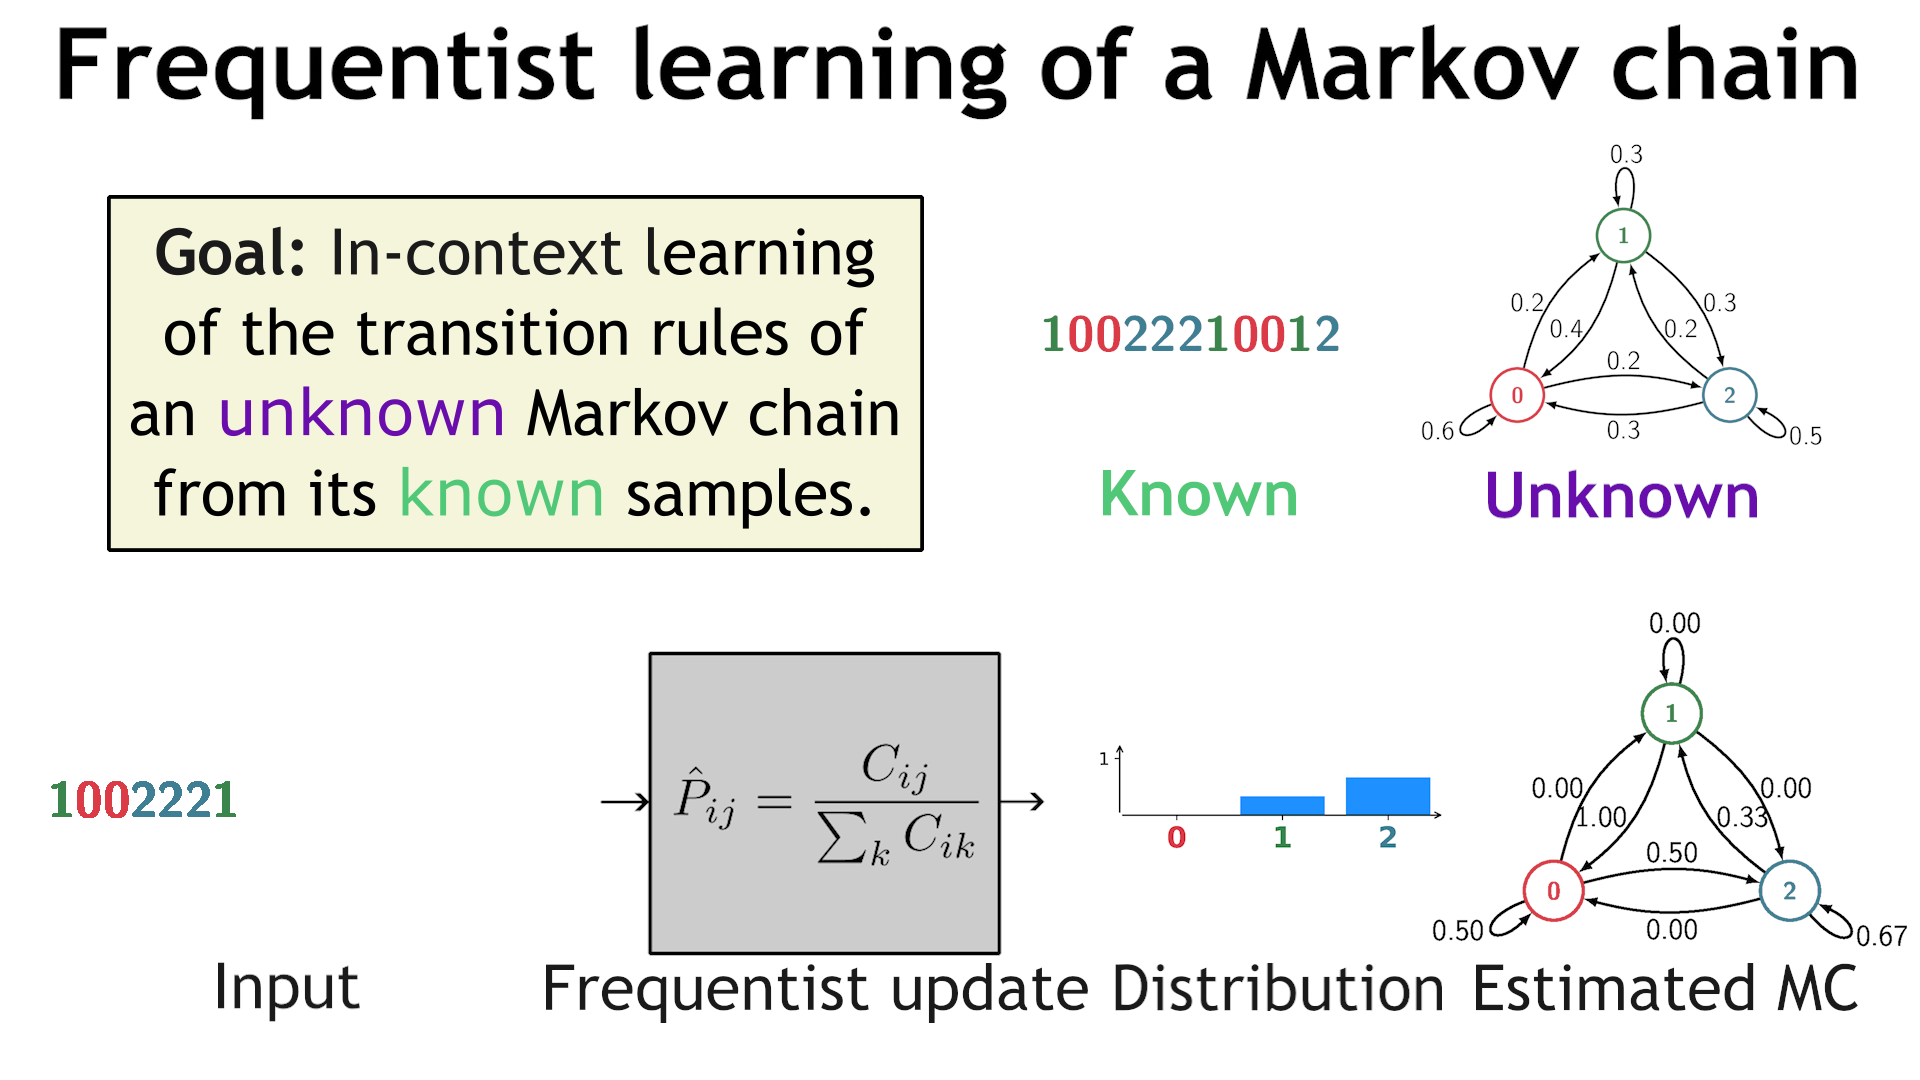 Frequentist learning of a Markov chain
Goal: In-context learning
of the transition rules of
an unknown Markov chain
from its known samples.
100222210012
Known
0.3
1
0.2
0.3
0.4
0.2
0.2
0
2
0.6
0.3
0.5
Unknown
1002221
Input
P̂_{ij} = \frac{C_{ij}}{\sum_k C_{ik}}
Frequentist update
1
0 1 2
Distribution
0.00
1
0.00
0.00
1.00
0.33
0.50
0
2
0.50
0.00
0.67
Estimated MC